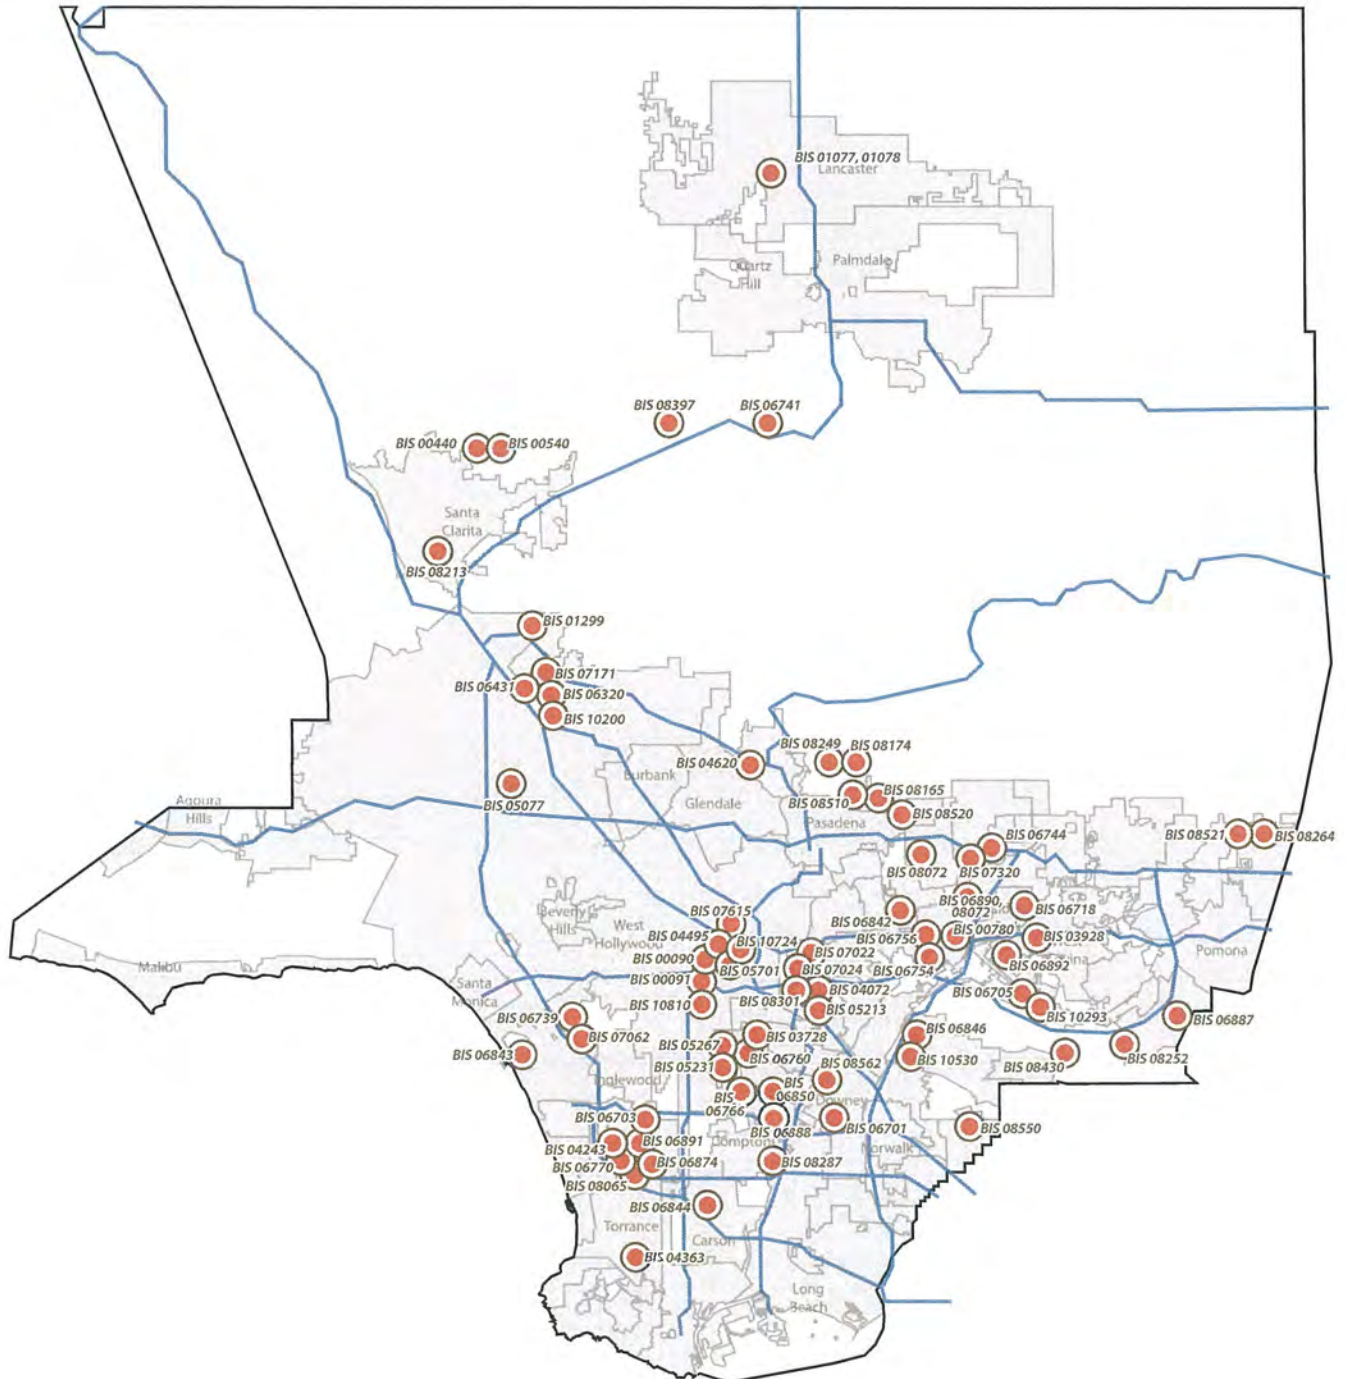 BIS 01077, 01078
Lancaster
Quartz
Hill
Palmdale
BIS 08397
BIS 06741
BIS 00440
BIS 00540
Santa
Clarita
BIS 08213
BIS 01299
BIS 07171
BIS 06431
BIS 06320
BIS 10200
BIS 08249
BIS 08174
BIS 04620
Burbank
BIS 05077
Glendale
BIS 08510
BIS 08165
Agoura
Hills
Pasadena
BIS 08520
BIS 06744
BIS 08521
BIS 08264
BIS 08072
BIS 07320
BIS 06890,
08072
BIS 06718
Beverly
Hills
West
Hollywood
BIS 07615
BIS 06842
BIS 04495
BIS 10724
BIS 06756
BIS 00780
BIS 03928
BIS 00090
BIS 07022
BIS 06754
BIS 06892
Pomona
Malibu
BIS 05701
BIS 07024
BIS 00091
Santa
Monica
BIS 04072
BIS 06705
BIS 10810
BIS 08301
BIS 05213
BIS 10293
BIS 06887
BIS 06739
BIS 07062
BIS 03728
BIS 06846
BIS 05267
BIS 06843
BIS 06760
BIS 10530
BIS 08252
BIS 05231
BIS 08562
BIS 08430
Inglewood
BIS
06766
BIS
06850
Downey
BIS 06703
BIS 06888
BIS 06701
BIS 08550
BIS 04243
BIS 06891
Compton
Norwalk
BIS 06770
BIS 06874
BIS 08287
BIS 08065
BIS 06844
Torrance
Carson
BIS 04363
Long
Beach